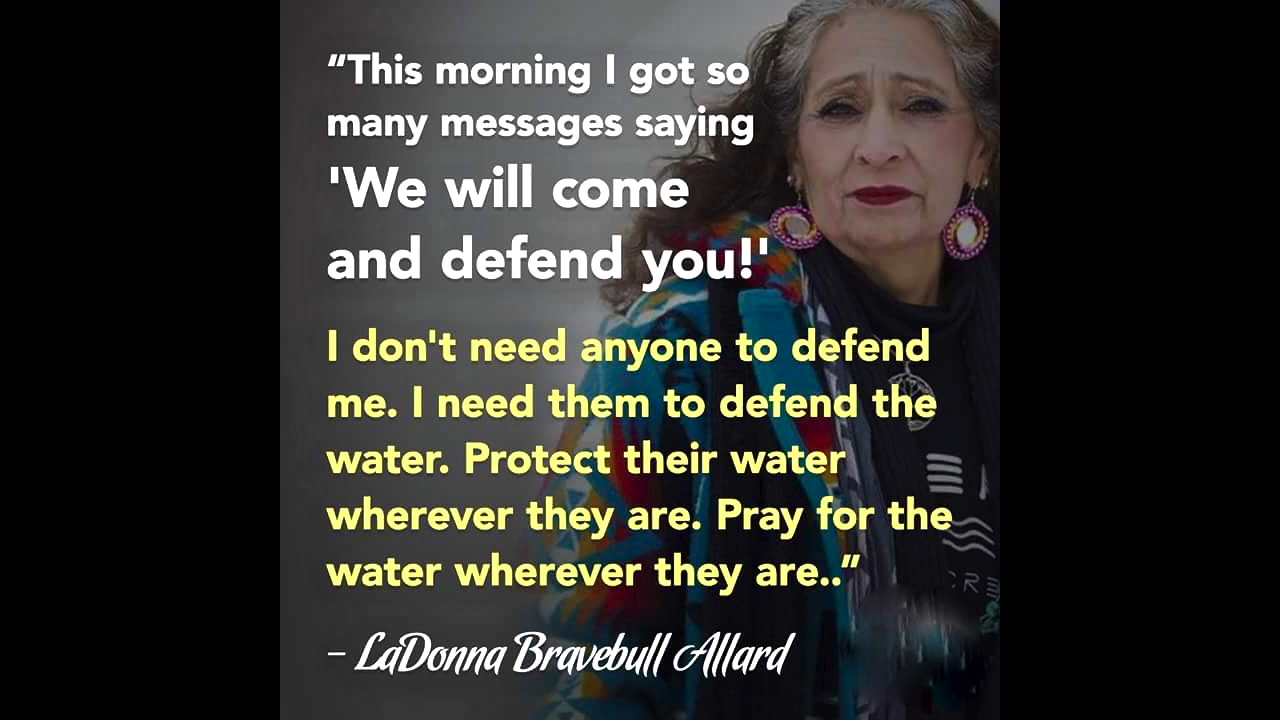 “This morning I got so
many messages saying
'We will come
and defend you!'
I don't need anyone to defend
me. I need them to defend the
water. Protect their water
wherever they are. Pray for the
water wherever they are..”
– LaDonna Bravebull Allard